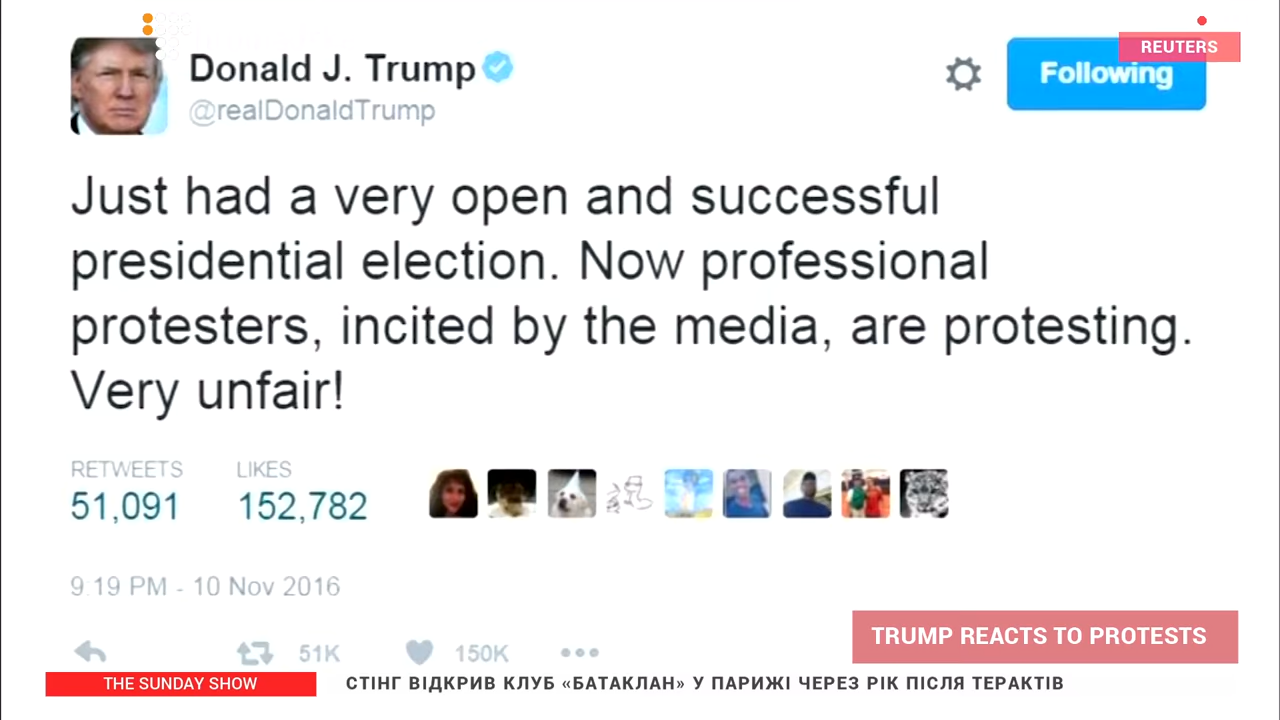 REUTERS
Donald J. Trump
Following
@realDonaldTrump
Just had a very open and successful
presidential election. Now professional
protesters, incited by the media, are protesting.
Very unfair!
RETWEETS LIKES
51,091 152,782
9:19 PM - 10 Nov 2016
TRUMP REACTS TO PROTESTS
51K 150K
THE SUNDAY SHOW СТІНГ ВІДКРИВ КЛУБ «БАТАКЛАН» У ПАРИЖІ ЧЕРЕЗ РІК ПІСЛЯ ТЕРАКТІВ